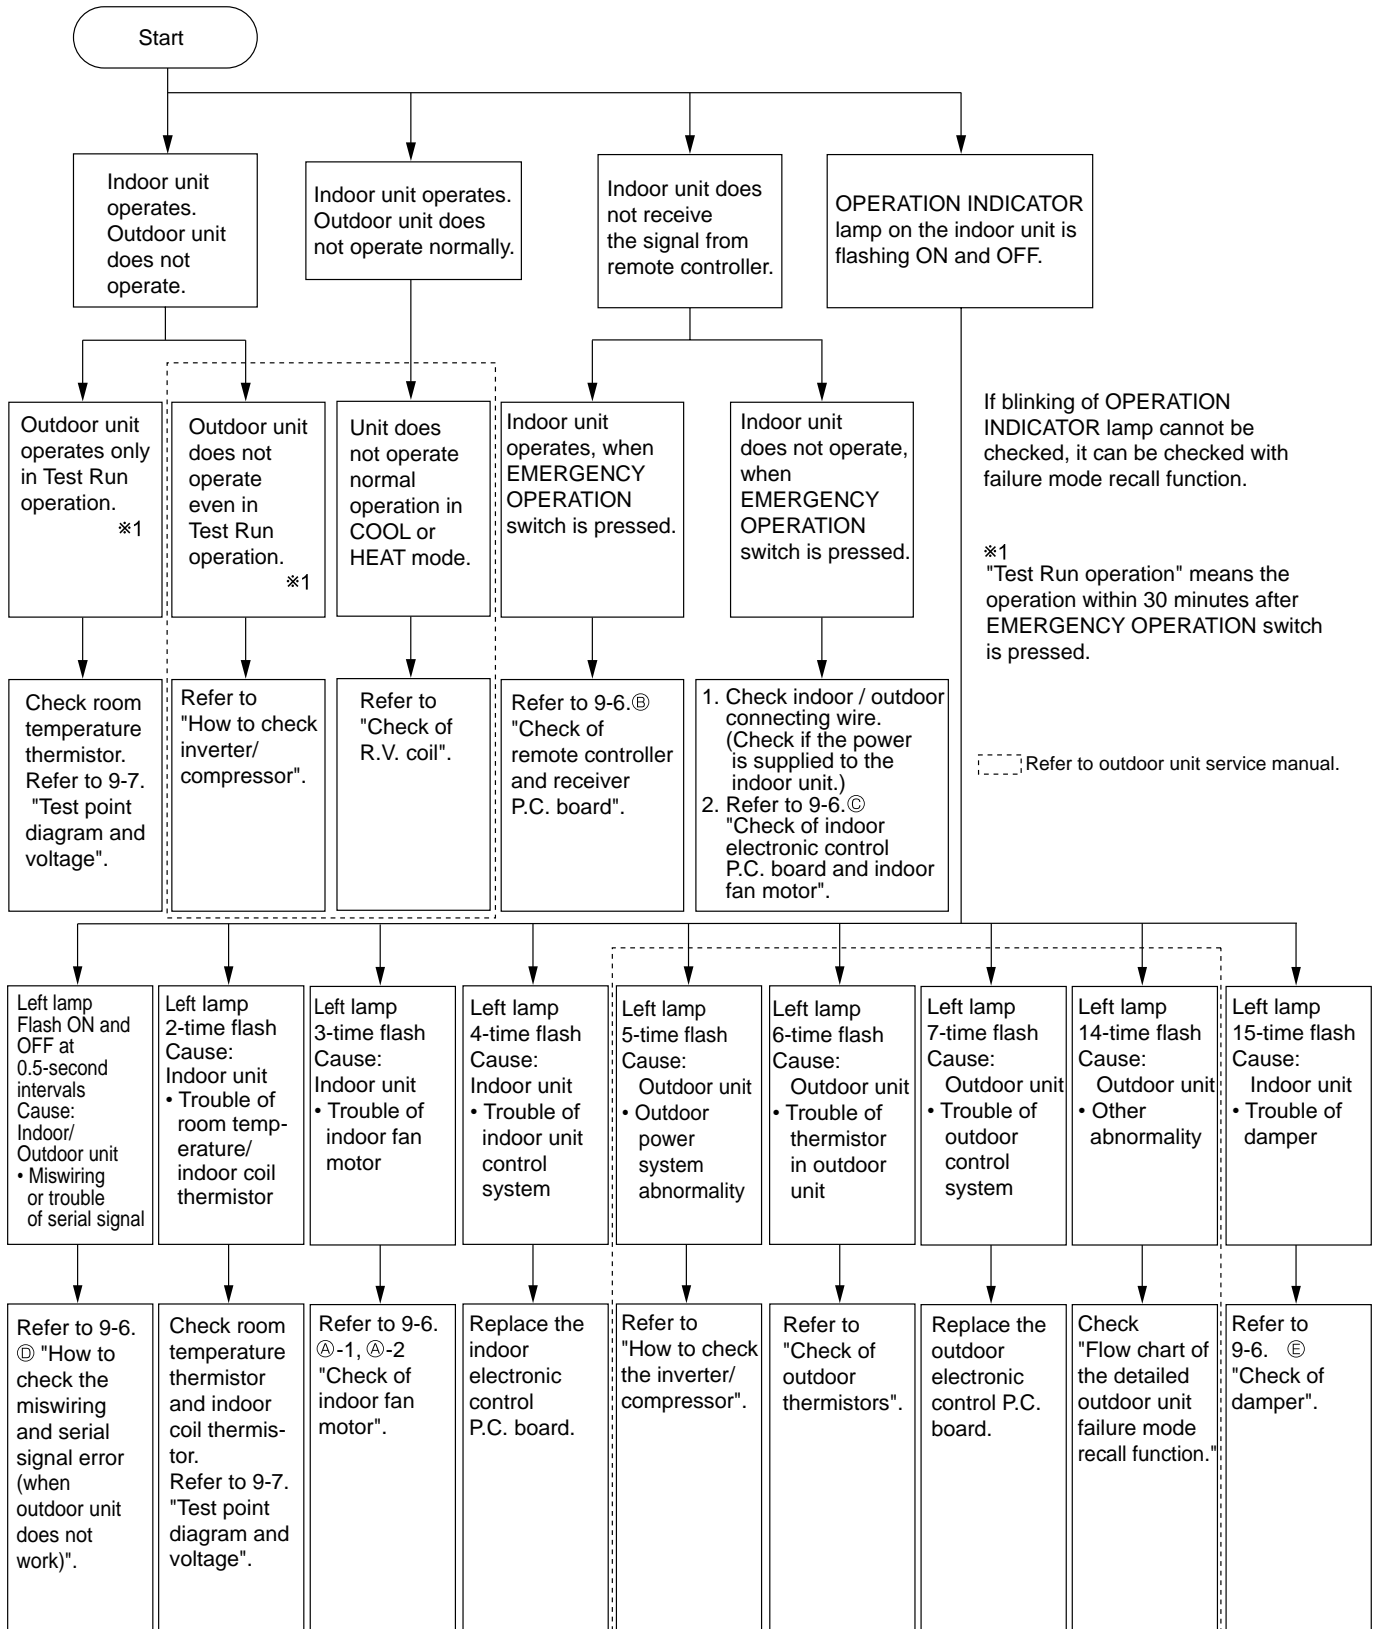 Start
Indoor unit
operates.
Outdoor unit
does not
operate.
Indoor unit operates.
Outdoor unit does
not operate normally.
Indoor unit does
not receive
the signal from
remote controller.
OPERATION INDICATOR
lamp on the indoor unit is
flashing ON and OFF.
Outdoor unit
operates only
in Test Run
operation.
※1
Outdoor unit
does not
operate
even in
Test Run
operation.
※1
Unit does
not operate
normal
operation in
COOL or
HEAT mode.
Indoor unit
operates, when
EMERGENCY
OPERATION
switch is pressed.
Indoor unit
does not operate,
when
EMERGENCY
OPERATION
switch is pressed.
If blinking of OPERATION
INDICATOR lamp cannot be
checked, it can be checked with
failure mode recall function.
※1
"Test Run operation" means the
operation within 30 minutes after
EMERGENCY OPERATION switch
is pressed.
Refer to outdoor unit service manual.
Check room
temperature
thermistor.
Refer to 9-7.
"Test point
diagram and
voltage".
Refer to
"How to check
inverter/
compressor".
Refer to
"Check of
R.V. coil".
Refer to 9-6.Ⓑ
"Check of
remote controller
and receiver
P.C. board".
1. Check indoor / outdoor
connecting wire.
(Check if the power
is supplied to the
indoor unit.)
2. Refer to 9-6.Ⓒ
"Check of indoor
electronic control
P.C. board and indoor
fan motor".
Left lamp
Flash ON and
OFF at
0.5-second
intervals
Cause:
Indoor/
Outdoor unit
• Miswiring
or trouble
of serial signal
Left lamp
2-time flash
Cause:
Indoor unit
• Trouble of
room temp-
erature/
indoor coil
thermistor
Left lamp
3-time flash
Cause:
Indoor unit
• Trouble of
indoor fan
motor
Left lamp
4-time flash
Cause:
Indoor unit
• Trouble of
indoor unit
control
system
Left lamp
5-time flash
Cause:
Outdoor unit
• Outdoor
power
system
abnormality
Left lamp
6-time flash
Cause:
Outdoor unit
• Trouble of
thermistor
in outdoor
unit
Left lamp
7-time flash
Cause:
Outdoor unit
• Trouble of
outdoor
control
system
Left lamp
14-time flash
Cause:
Outdoor unit
• Other
abnormality
Left lamp
15-time flash
Cause:
Indoor unit
• Trouble of
damper
Refer to 9-6.
Ⓓ "How to
check the
miswiring
and serial
signal error
(when
outdoor unit
does not
work)".
Check room
temperature
thermistor
and indoor
coil thermis-
tor.
Refer to 9-7.
"Test point
diagram and
voltage".
Refer to 9-6.
Ⓐ-1, Ⓐ-2
"Check of
indoor fan
motor".
Replace the
indoor
electronic
control
P.C. board.
Refer to
"How to check
the inverter/
compressor".
Refer to
"Check of
outdoor
thermistors".
Replace the
outdoor
electronic
control P.C.
board.
Check
"Flow chart of
the detailed
outdoor unit
failure mode
recall function."
Refer to
9-6. Ⓔ
"Check of
damper".